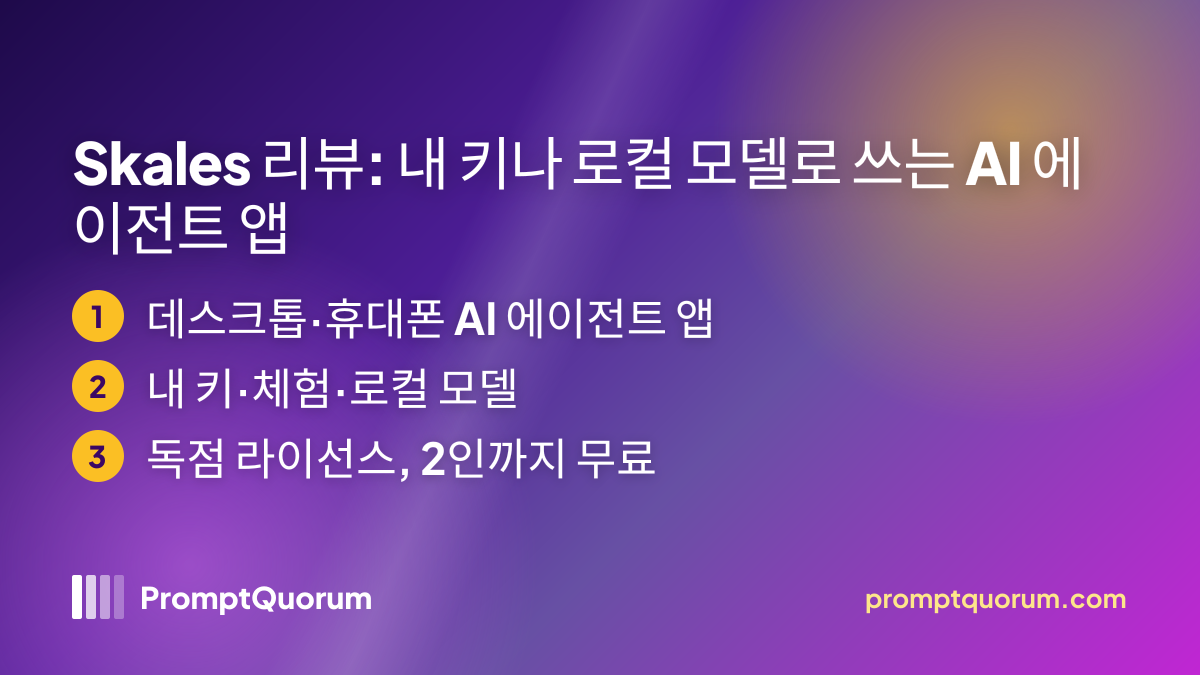 Skales 리뷰: 내 키나 로컬 모델로 쓰는 AI 에
이전트 앱
1 데스크톱·휴대폰 AI 에이전트 앱
2 내 키·체험·로컬 모델
3 독점 라이선스, 2인까지 무료
PromptQuorum
promptquorum.com